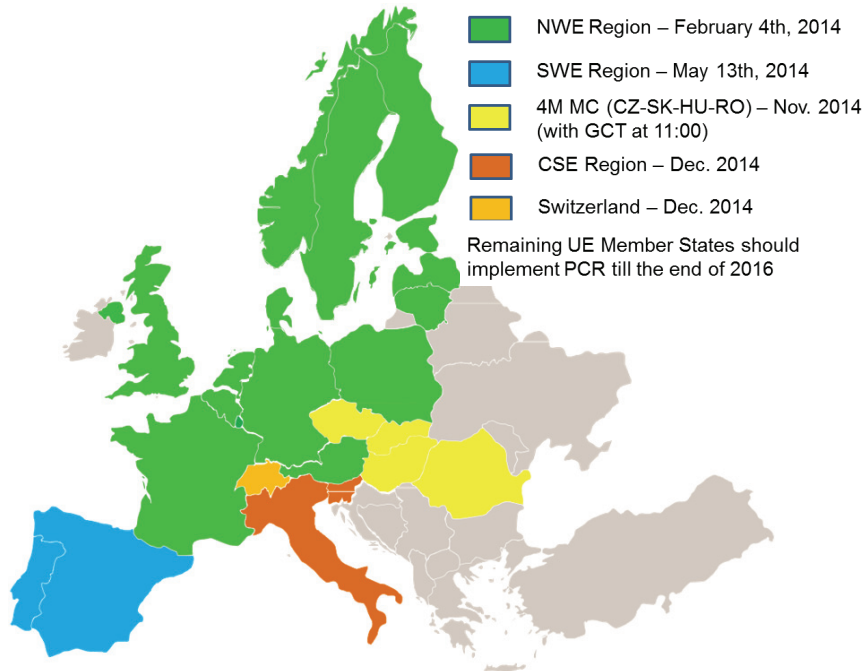 NWE Region – February 4th, 2014
SWE Region – May 13th, 2014
4M MC (CZ-SK-HU-RO) – Nov. 2014
(with GCT at 11:00)
CSE Region – Dec. 2014
Switzerland – Dec. 2014
Remaining UE Member States should
implement PCR till the end of 2016